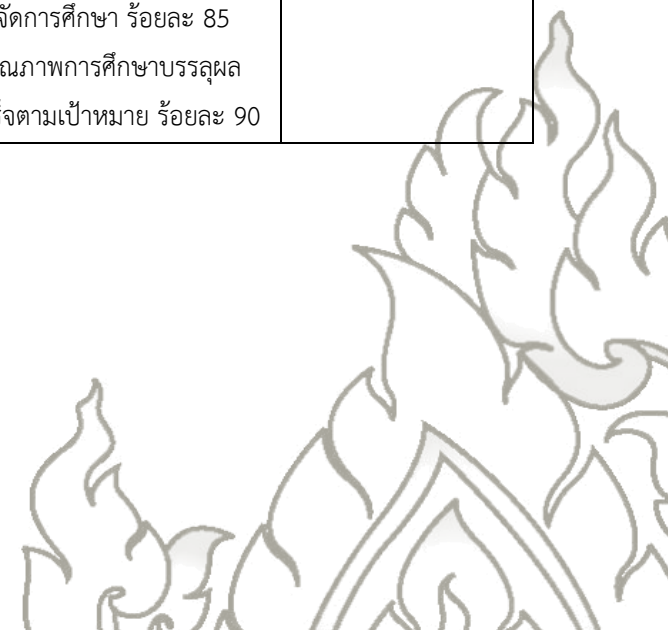 จัดการศึกษา ร้อยละ 85
คุณภาพการศึกษาบรรลุผล
ตามเป้าหมาย ร้อยละ 90